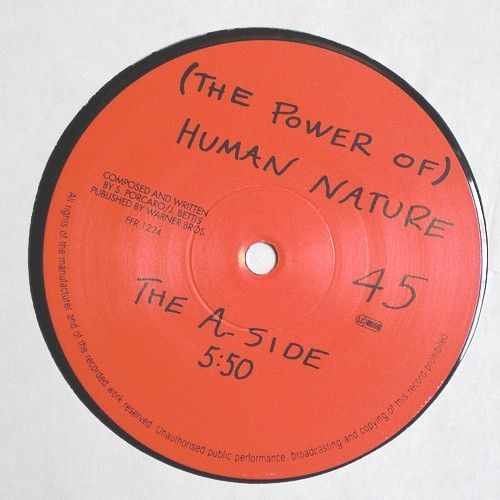 (THE POWER OF)
HUMAN NATURE
COMPOSED AND WRITTEN
BY S. PORCARO/J. BETTIS
PUBLISHED BY WARNER BROS.
FFR 1224
45
THE A-SIDE
5:50
All rights of the manufacturer and of the recorded work reserved. Unauthorised public performance, broadcasting and copying of this record prohibited.